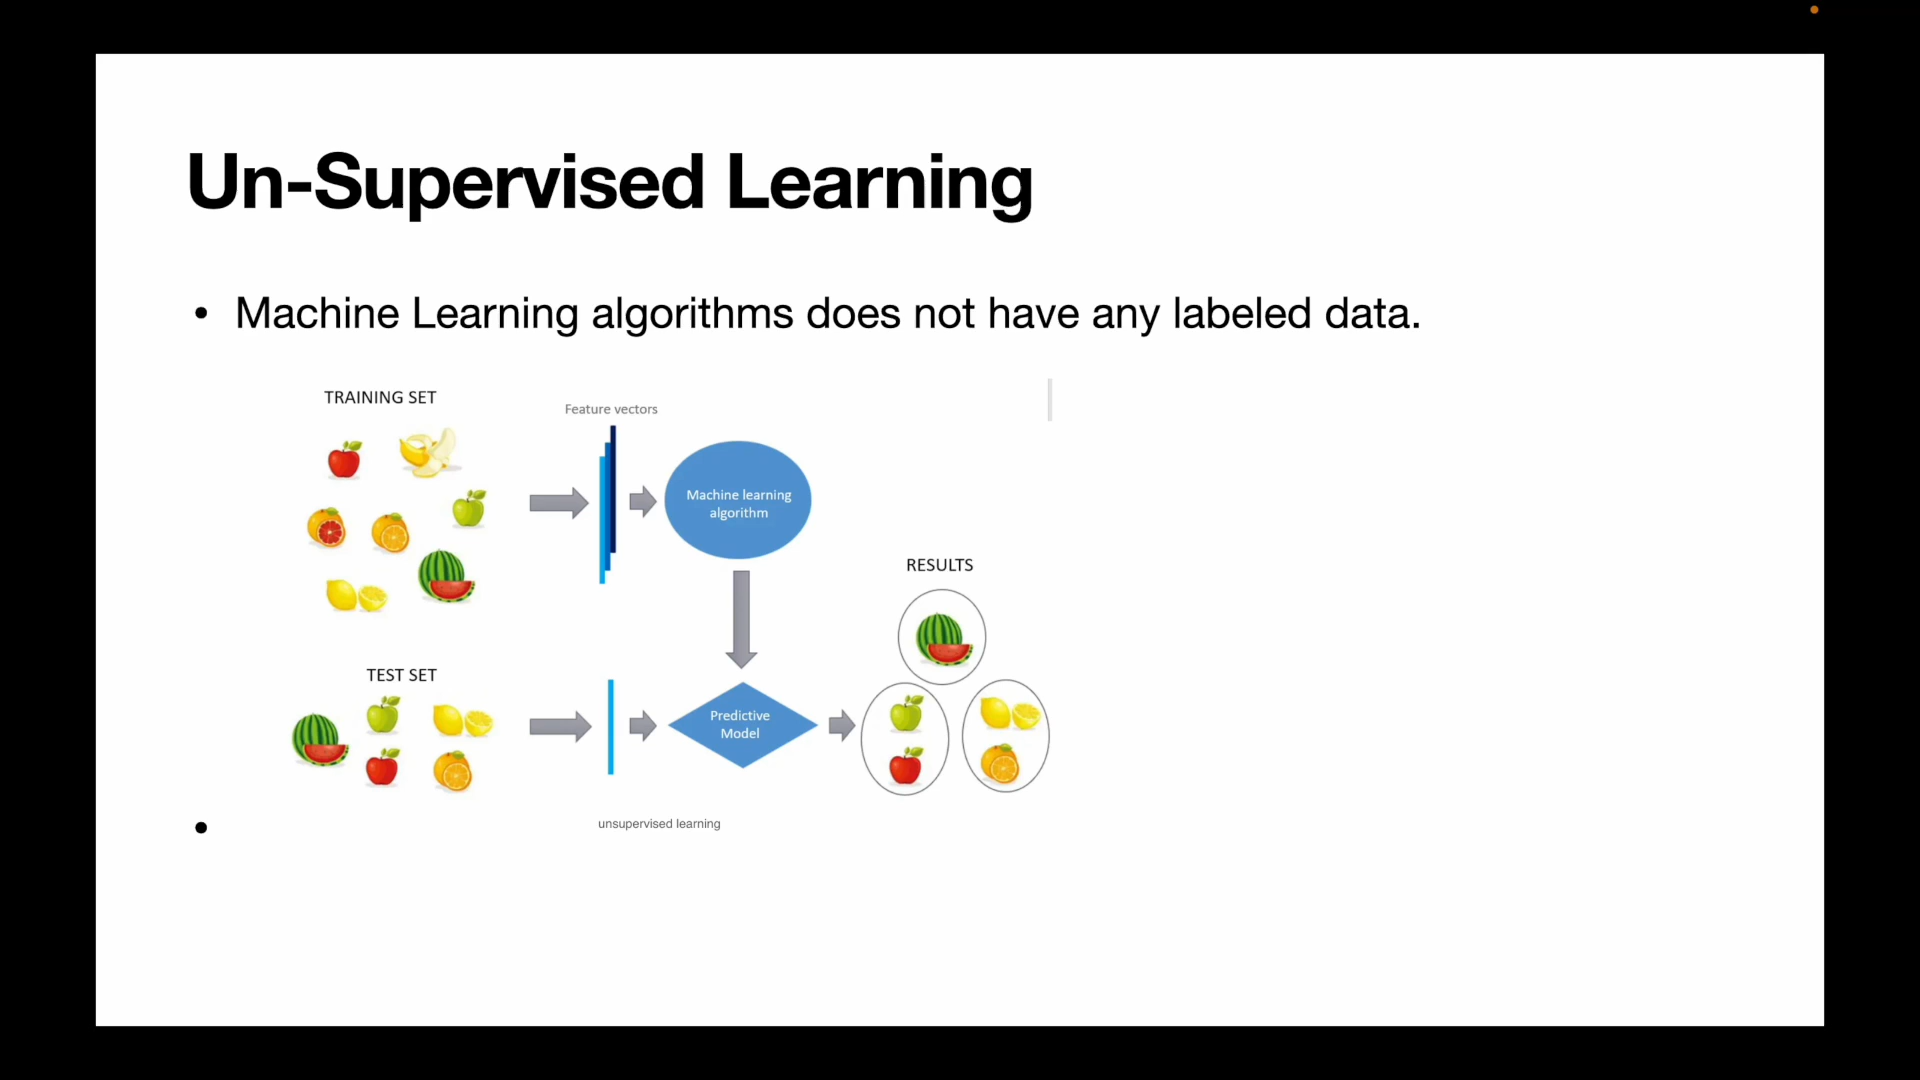 Un-Supervised Learning
• Machine Learning algorithms does not have any labeled data.
TRAINING SET
Feature vectors
Machine learning
algorithm
RESULTS
TEST SET
Predictive
Model
•
unsupervised learning